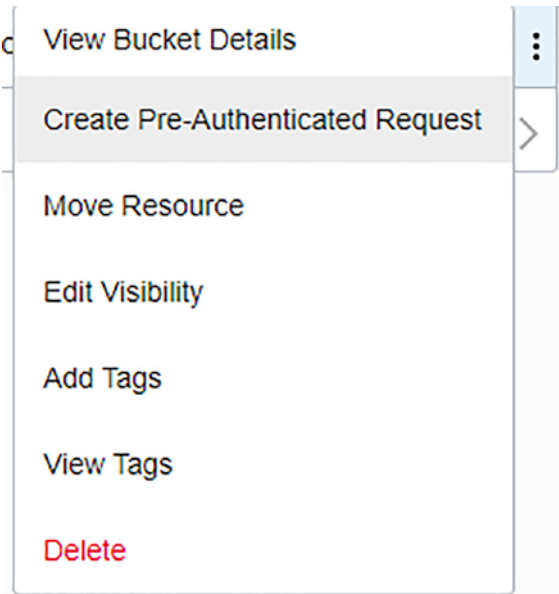 View Bucket Details
Create Pre-Authenticated Request
Move Resource
Edit Visibility
Add Tags
View Tags
Delete